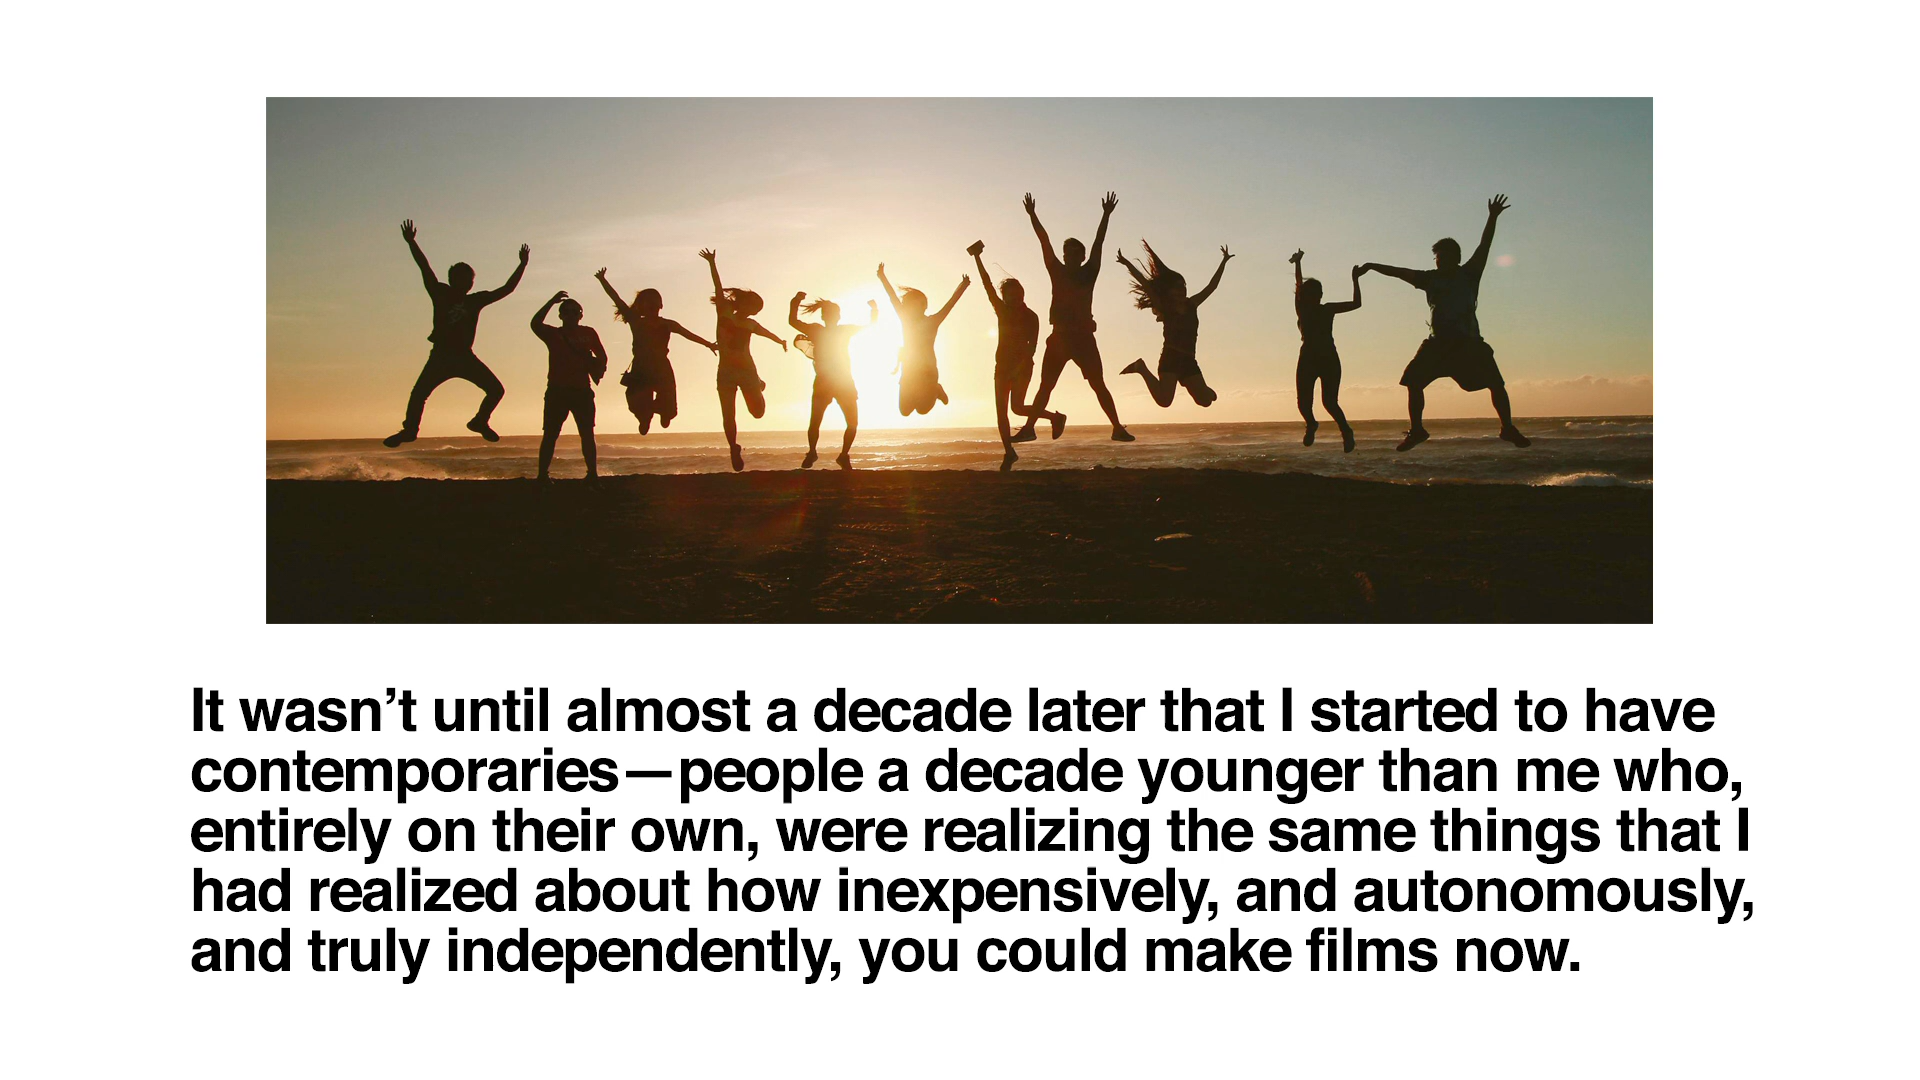 It wasn’t until almost a decade later that I started to have
contemporaries—people a decade younger than me who,
entirely on their own, were realizing the same things that I
had realized about how inexpensively, and autonomously,
and truly independently, you could make films now.